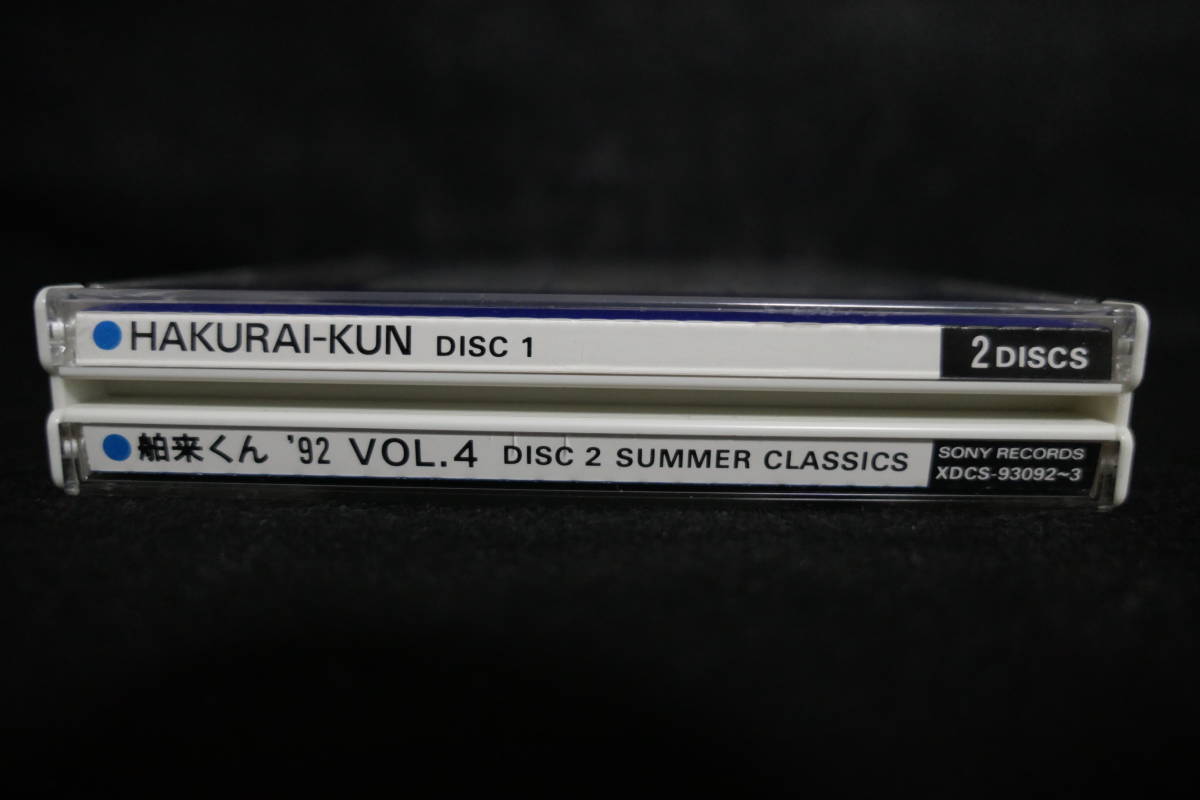 HAKURAI-KUN DISC 1 2 DISCS
舶来くん '92 VOL.4 DISC 2 SUMMER CLASSICS
SONY RECORDS
XDCS-93092~3